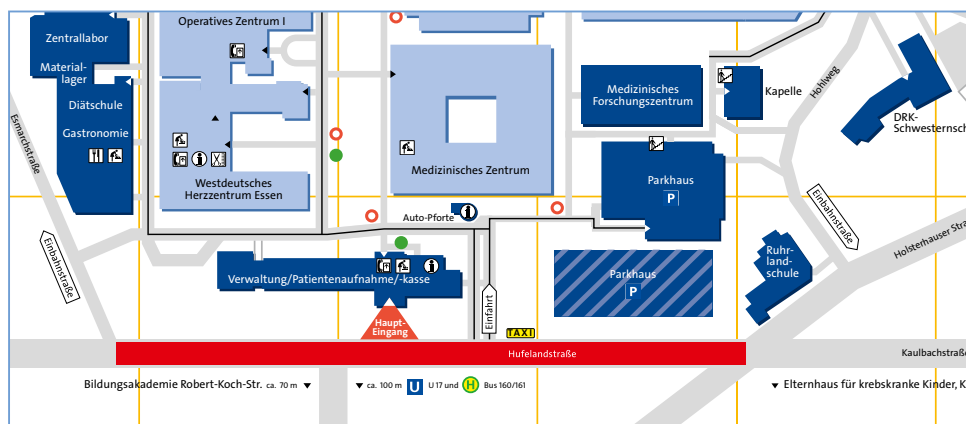 Operatives Zentrum I
Zentrallabor
Material-
lager
Diätschule
Gastronomie
Esmarchstraße
Westdeutsches
Herzzentrum Essen
Medizinisches Zentrum
Medizinisches
Forschungszentrum
Kapelle
Hohlweg
DRK-
Schwesternsch
Parkhaus
P
Auto-Pforte
Einbahnstraße
Einbahnstraße
Holsterhauser Stra
Ruhr-
land-
schule
Parkhaus
P
Verwaltung/Patientenaufnahme/-kasse
Haupt-
Eingang
Einfahrt
TAXI
Hufelandstraße
Kaulbachstraße
Bildungsakademie Robert-Koch-Str. ca. 70 m
ca. 100 m U U 17 und H Bus 160/161
Elternhaus für krebskranke Kinder, K